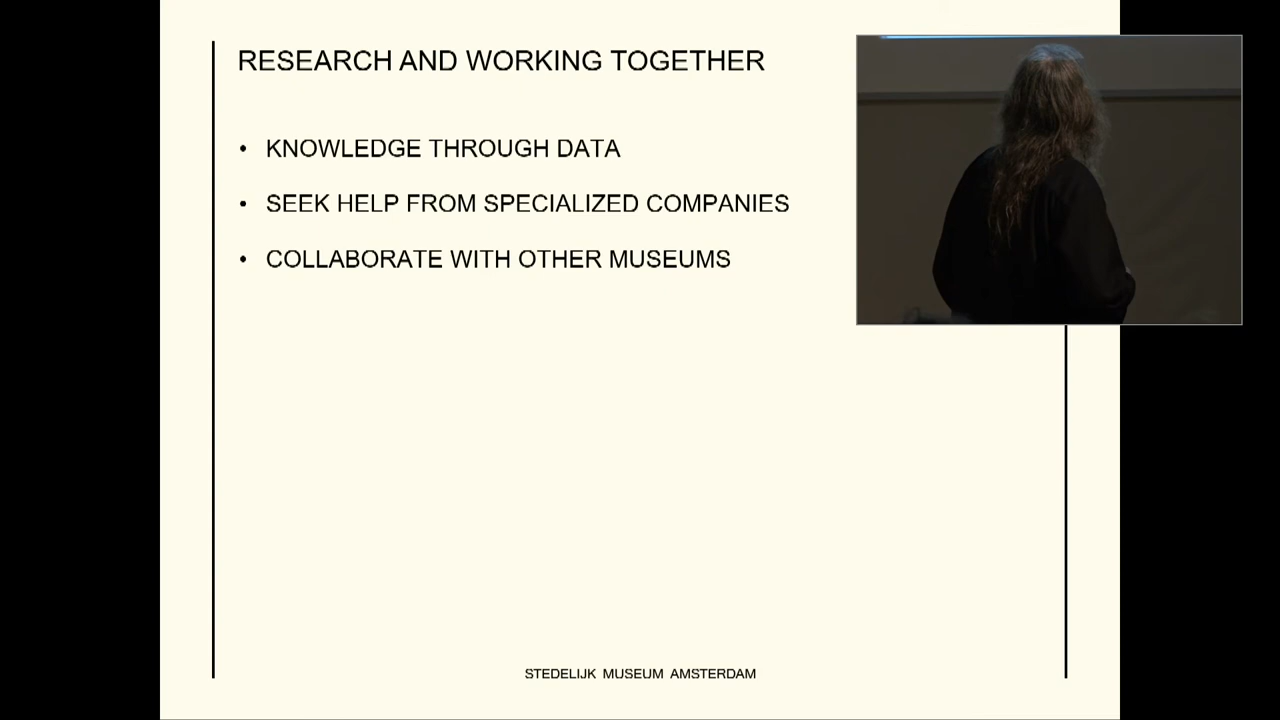 RESEARCH AND WORKING TOGETHER
• KNOWLEDGE THROUGH DATA
• SEEK HELP FROM SPECIALIZED COMPANIES
• COLLABORATE WITH OTHER MUSEUMS
STEDELIJK MUSEUM AMSTERDAM